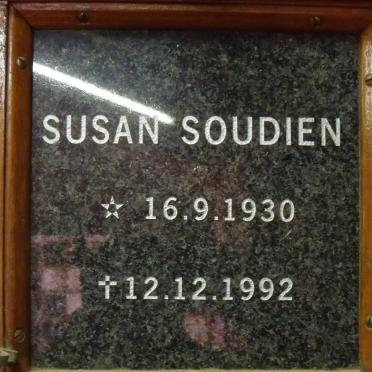 SUSAN SOUDIEN
☆ 16.9.1930
✝ 12.12.1992